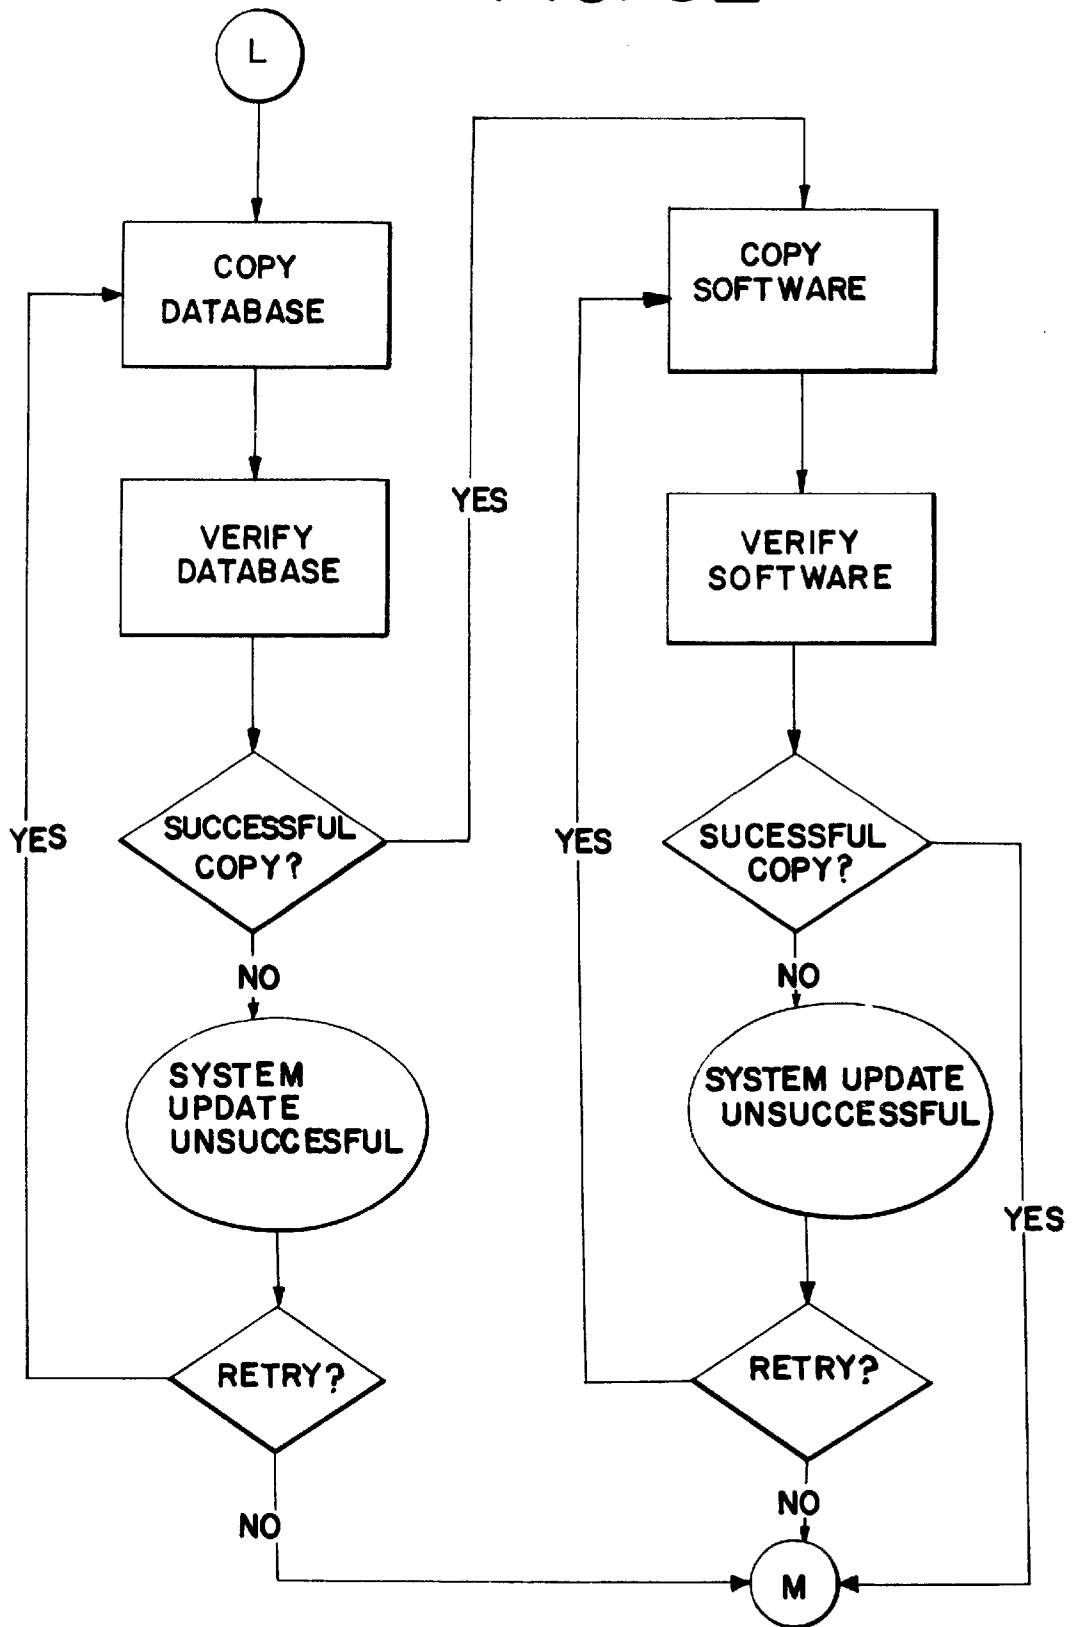 L
COPY
DATABASE
VERIFY
DATABASE
SUCCESSFUL
COPY?
YES
YES
NO
SYSTEM
UPDATE
UNSUCCESFUL
RETRY?
NO
COPY
SOFTWARE
VERIFY
SOFTWARE
SUCESSFUL
COPY?
YES
YES
NO
SYSTEM UPDATE
UNSUCCESSFUL
RETRY?
NO
M